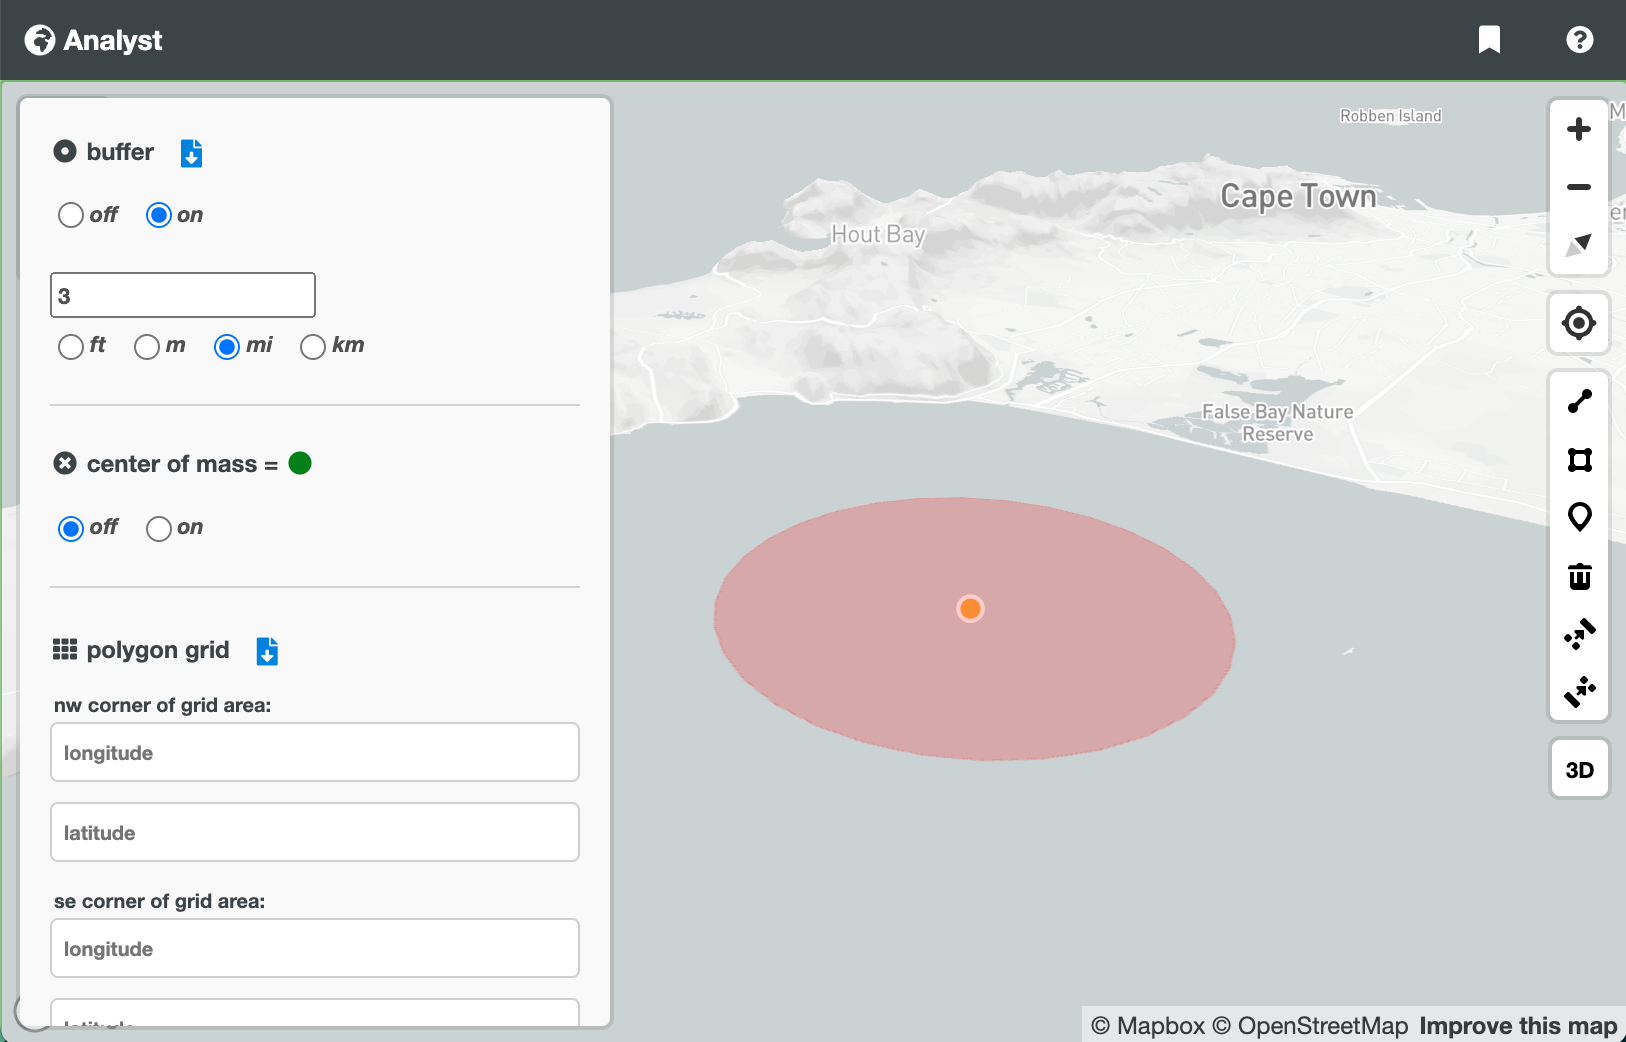 Analyst
buffer
off on
3
ft m mi km
center of mass =
off on
polygon grid
nw corner of grid area:
longitude
latitude
se corner of grid area:
longitude
Robben Island
Cape Town
Hout Bay
False Bay Nature
Reserve
3D
© Mapbox © OpenStreetMap Improve this map